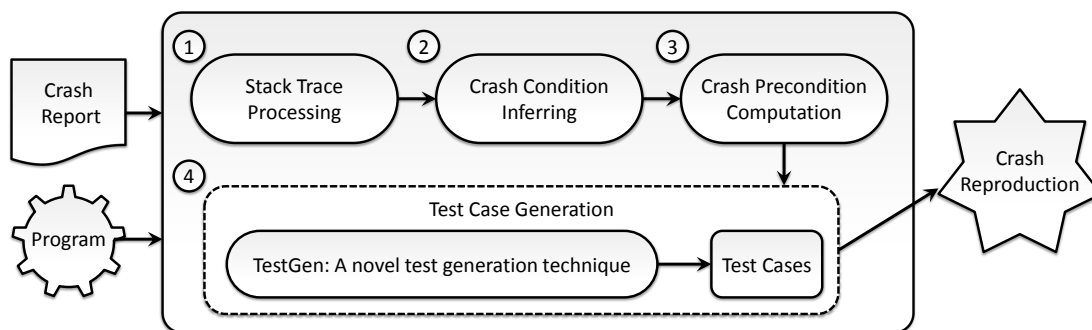 Crash
Report
Program
1
Stack Trace
Processing
2
Crash Condition
Inferring
3
Crash Precondition
Computation
4
Test Case Generation
TestGen: A novel test generation technique
Test Cases
Crash
Reproduction